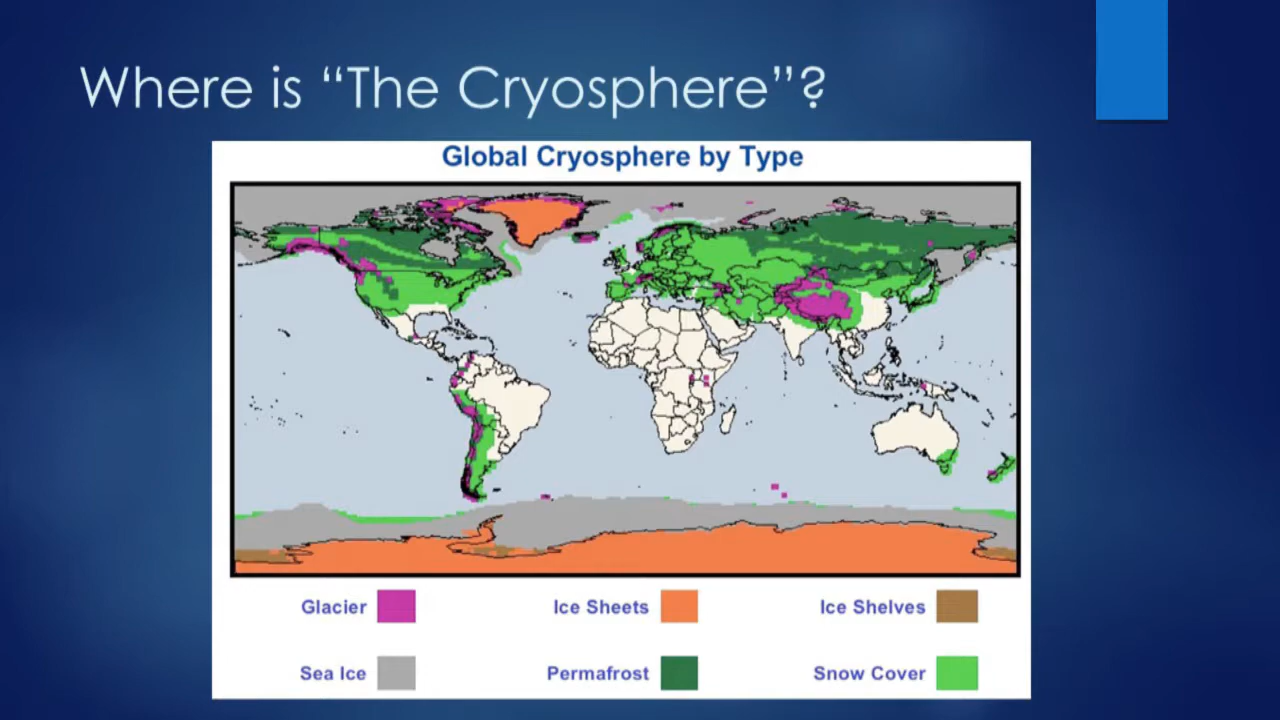 Where is “The Cryosphere”?
Global Cryosphere by Type
Glacier
Ice Sheets
Ice Shelves
Sea Ice
Permafrost
Snow Cover